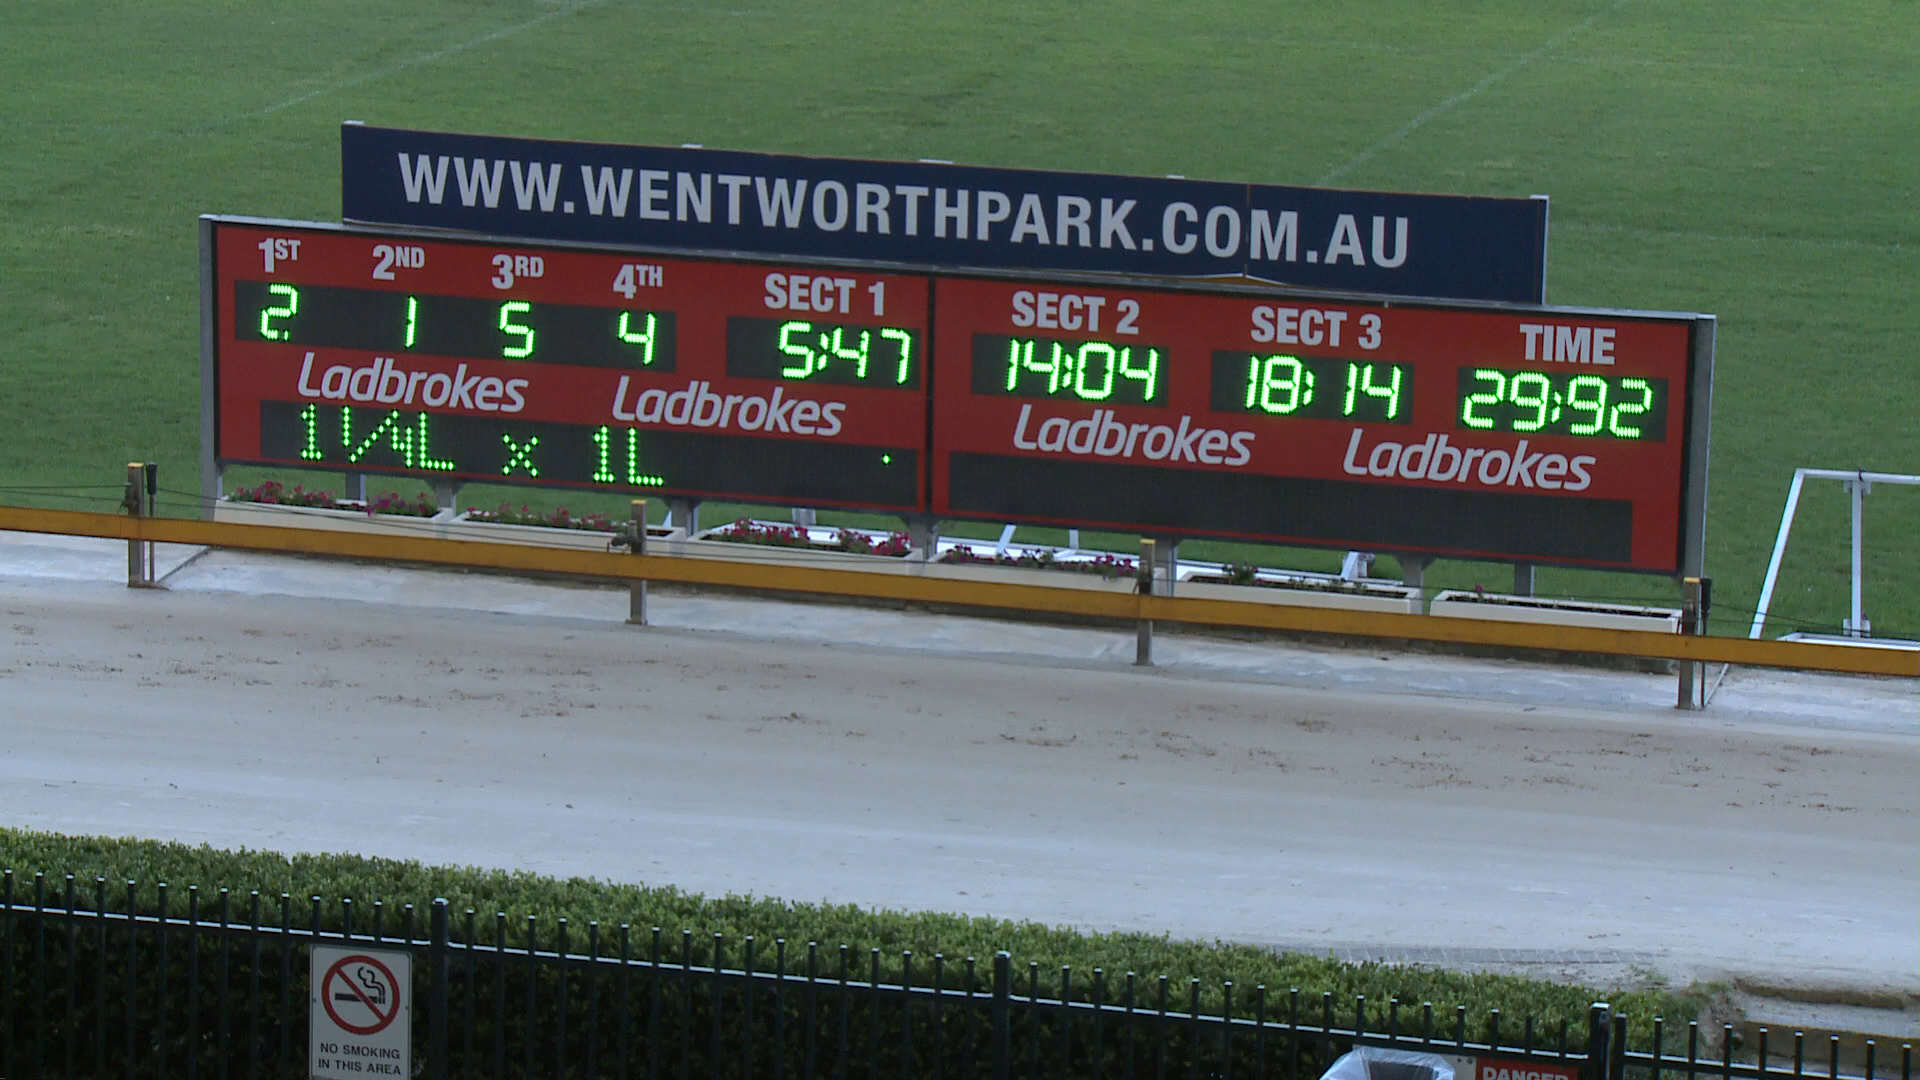 WWW.WENTWORTHPARK.COM.AU
1ST 2ND 3RD 4TH SECT 1 SECT 2 SECT 3 TIME
2 1 5 4 5:47 14:04 18:14 29:92
Ladbrokes Ladbrokes Ladbrokes Ladbrokes
1 1/4L x 1L
NO SMOKING
IN THIS AREA
DANGER